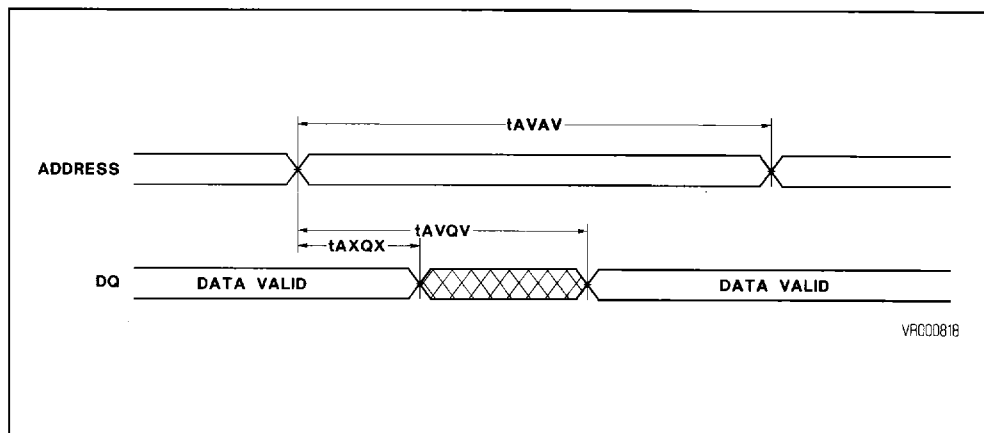 tAVAV
ADDRESS
tAVQV
tAXQX
DQ DATA VALID DATA VALID
VR000818